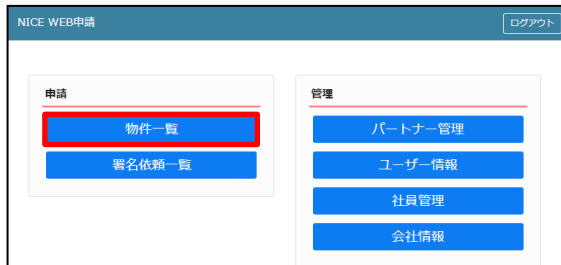 NICE WEB申請
ログアウト
申請
物件一覧
署名依頼一覧
管理
パートナー管理
ユーザー情報
社員管理
会社情報